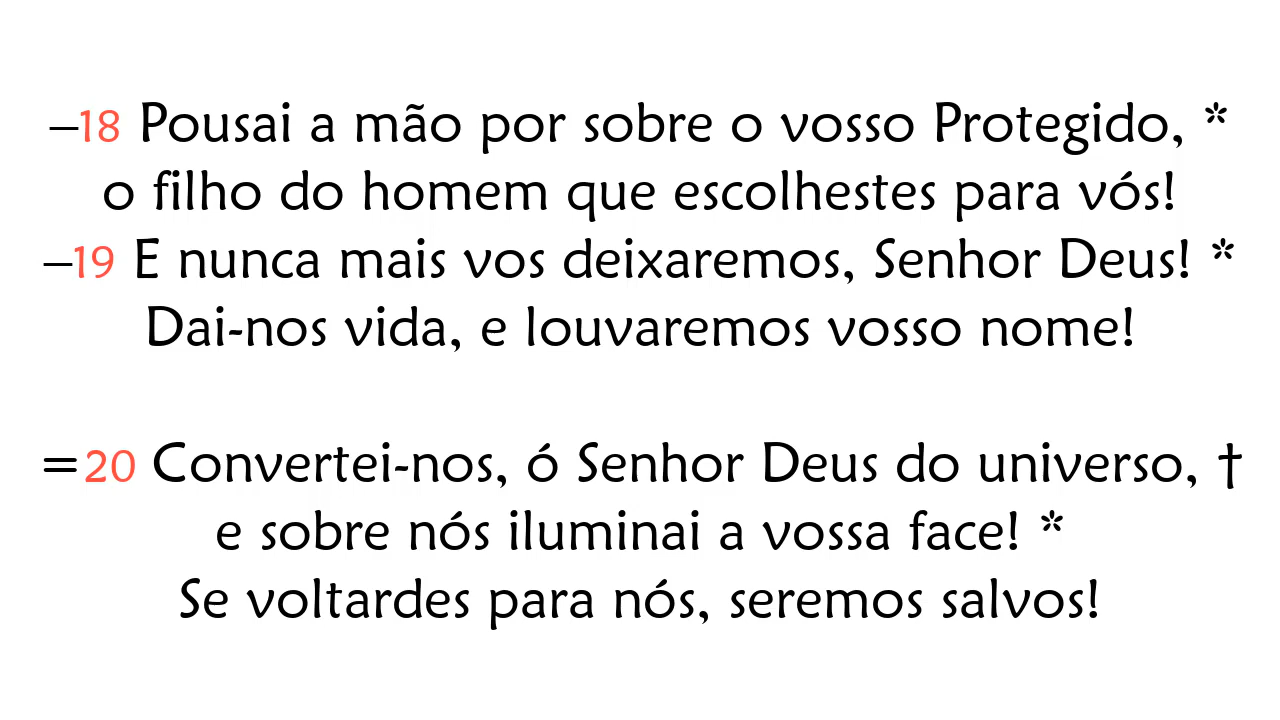 –18 Pousai a mão por sobre o vosso Protegido, *
o filho do homem que escolhestes para vós!
–19 E nunca mais vos deixaremos, Senhor Deus! *
Dai-nos vida, e louvaremos vosso nome!
=20 Convertei-nos, ó Senhor Deus do universo, †
e sobre nós iluminai a vossa face! *
Se voltardes para nós, seremos salvos!